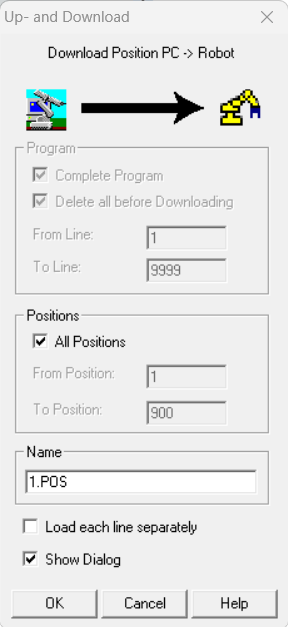 Up- and Download
Download Position PC -> Robot
Program
Complete Program
Delete all before Downloading
From Line: 1
To Line: 9999
Positions
All Positions
From Position: 1
To Position: 900
Name
1.POS
Load each line separately
Show Dialog
OK Cancel Help